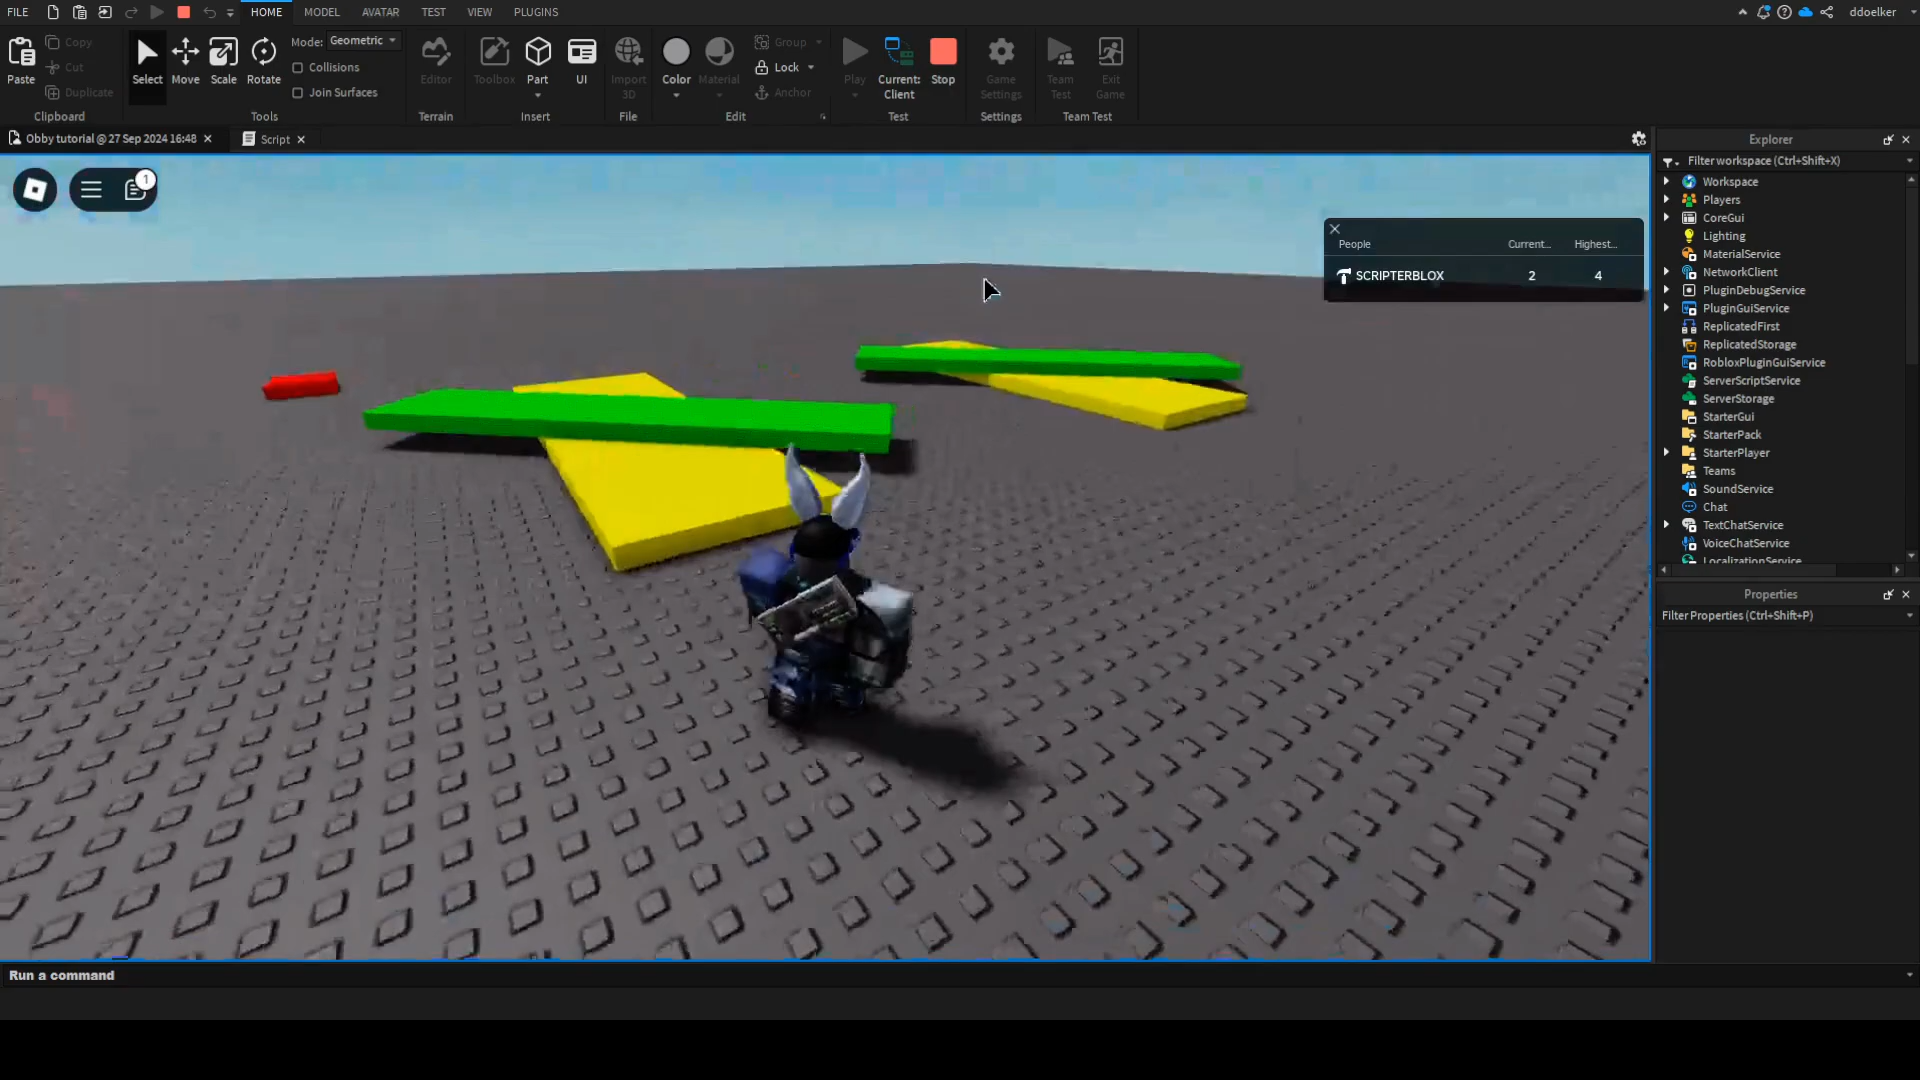 FILE HOME MODEL AVATAR TEST VIEW PLUGINS ddoelker
Paste Copy Cut Duplicate
Select Move Scale Rotate
Mode: Geometric
Collisions
Join Surfaces
Editor Toolbox Part UI Import 3D
Color Material Group Lock Anchor
Play Current: Client Stop Game Settings Team Test Exit Game
Clipboard Tools Terrain Insert File Edit Test Settings Team Test
Obby tutorial @ 27 Sep 2024 16:48 Script
1
People Current... Highest...
SCRIPTERBLOX 2 4
Explorer
Filter workspace (Ctrl+Shift+X)
Workspace
Players
CoreGui
Lighting
MaterialService
NetworkClient
PluginDebugService
PluginGuiService
ReplicatedFirst
ReplicatedStorage
RobloxPluginGuiService
ServerScriptService
ServerStorage
StarterGui
StarterPack
StarterPlayer
Teams
SoundService
Chat
TextChatService
VoiceChatService
LocalizationService
Properties
Filter Properties (Ctrl+Shift+P)
Run a command